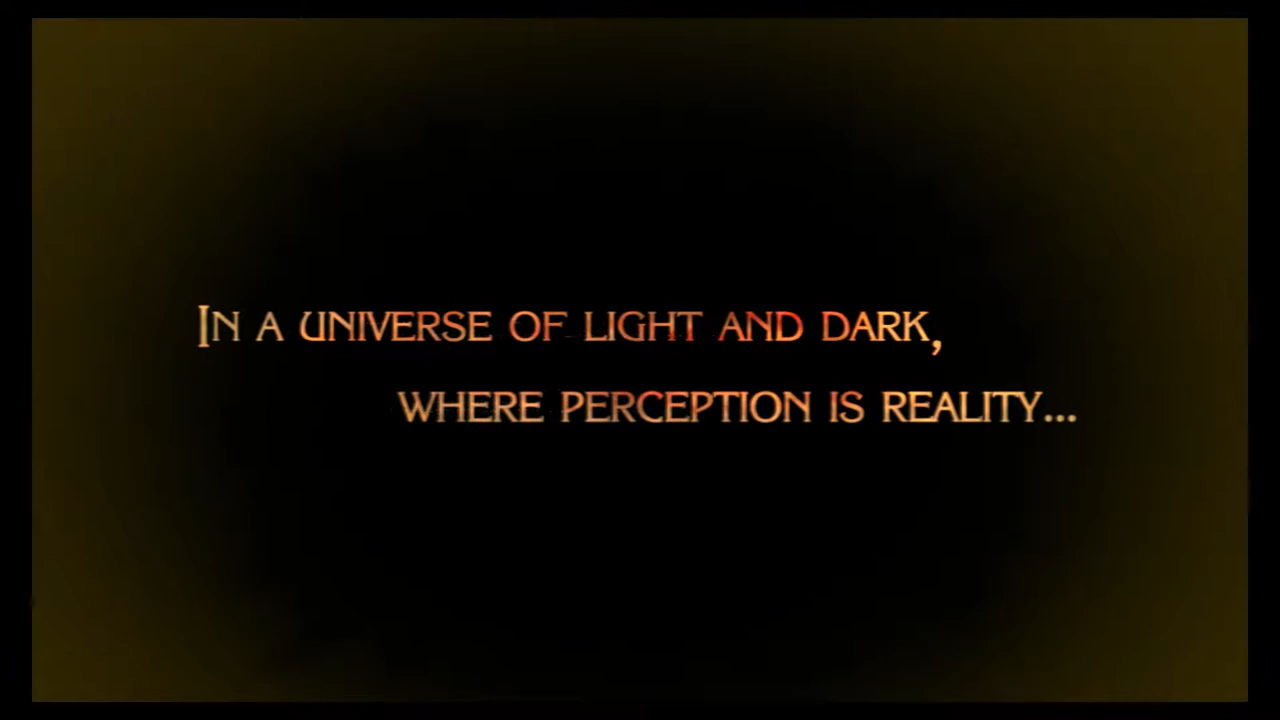 In a universe of light and dark,
where perception is reality...